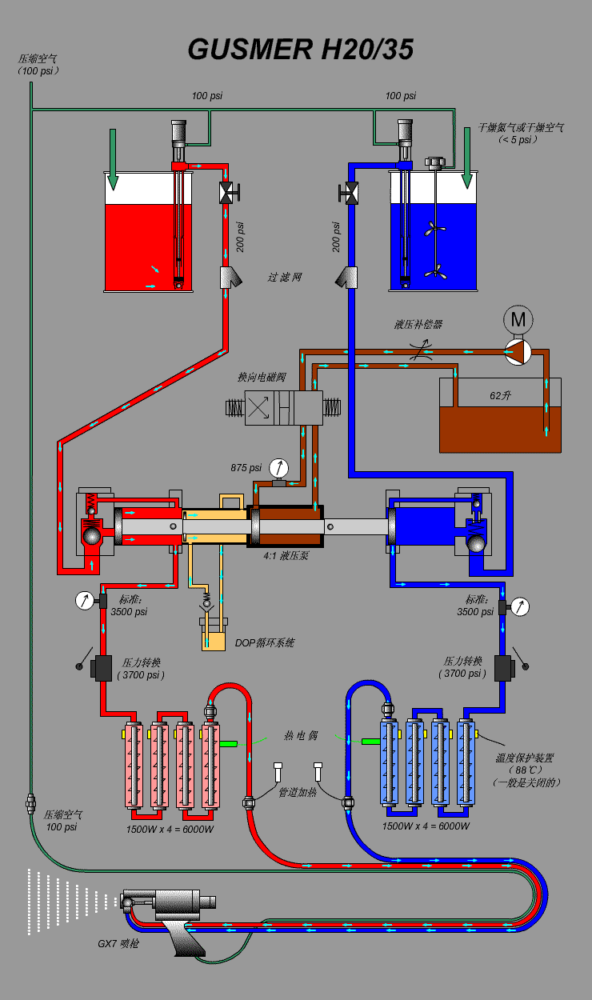 GUSMER H20/35
压缩空气
(100 psi)
100 psi
100 psi
干燥氮气或干燥空气
(< 5 psi)
200 psi
200 psi
过滤网
液压补偿器
M
换向电磁阀
62升
875 psi
4:1 液压泵
标准:
3500 psi
标准:
3500 psi
DOP循环系统
压力转换
( 3700 psi )
压力转换
( 3700 psi )
热电偶
温度保护装置
( 88℃)
(一般是关闭的)
管道加热
压缩空气
100 psi
1500W x 4 = 6000W
1500W x 4 = 6000W
GX7 喷枪